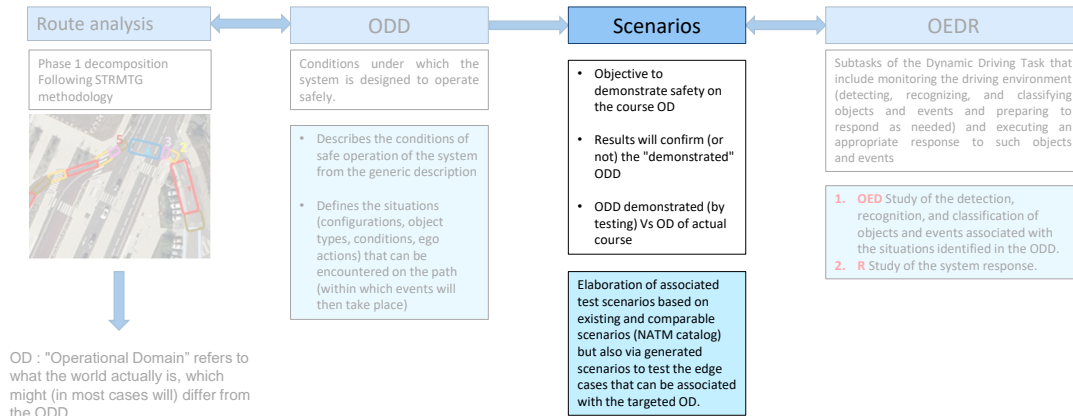 Route analysis
Phase 1 decomposition
Following STRMTG
methodology
5
3
2
OD : "Operational Domain" refers to
what the world actually is, which
might (in most cases will) differ from
the ODD
ODD
Conditions under which the
system is designed to operate
safely.
• Describes the conditions of
safe operation of the system
from the generic description
• Defines the situations
(configurations, object
types, conditions, ego
actions) that can be
encountered on the path
(within which events will
then take place)
Scenarios
• Objective to
demonstrate safety on
the course OD
• Results will confirm (or
not) the "demonstrated"
ODD
• ODD demonstrated (by
testing) Vs OD of actual
course
Elaboration of associated
test scenarios based on
existing and comparable
scenarios (NATM catalog)
but also via generated
scenarios to test the edge
cases that can be associated
with the targeted OD.
OEDR
Subtasks of the Dynamic Driving Task that
include monitoring the driving environment
(detecting, recognizing, and classifying
objects and events and preparing to
respond as needed) and executing an
appropriate response to such objects
and events
1. OED Study of the detection,
recognition, and classification of
objects and events associated with
the situations identified in the ODD.
2. R Study of the system response.